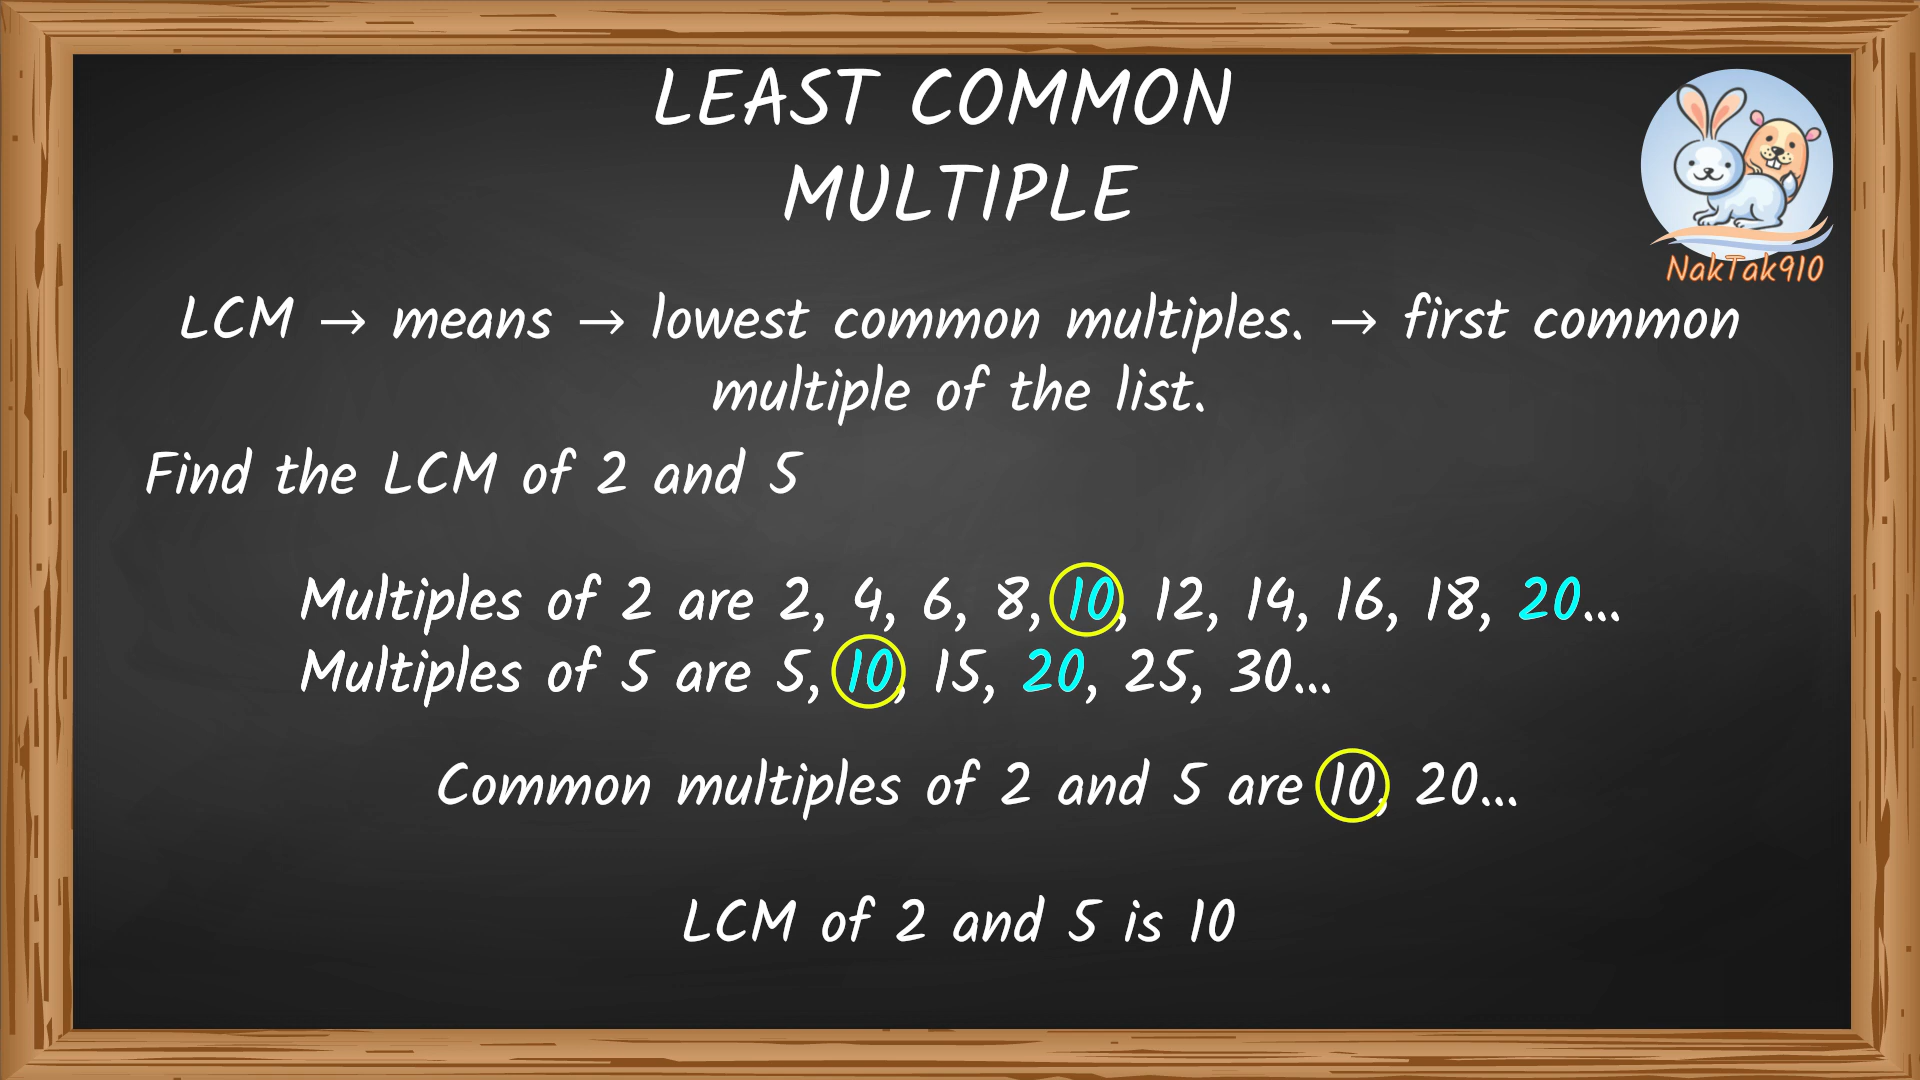 LEAST COMMON
MULTIPLE
NakTak910
LCM → means → lowest common multiples. → first common
multiple of the list.
Find the LCM of 2 and 5
Multiples of 2 are 2, 4, 6, 8, 10, 12, 14, 16, 18, 20...
Multiples of 5 are 5, 10, 15, 20, 25, 30...
Common multiples of 2 and 5 are 10, 20...
LCM of 2 and 5 is 10